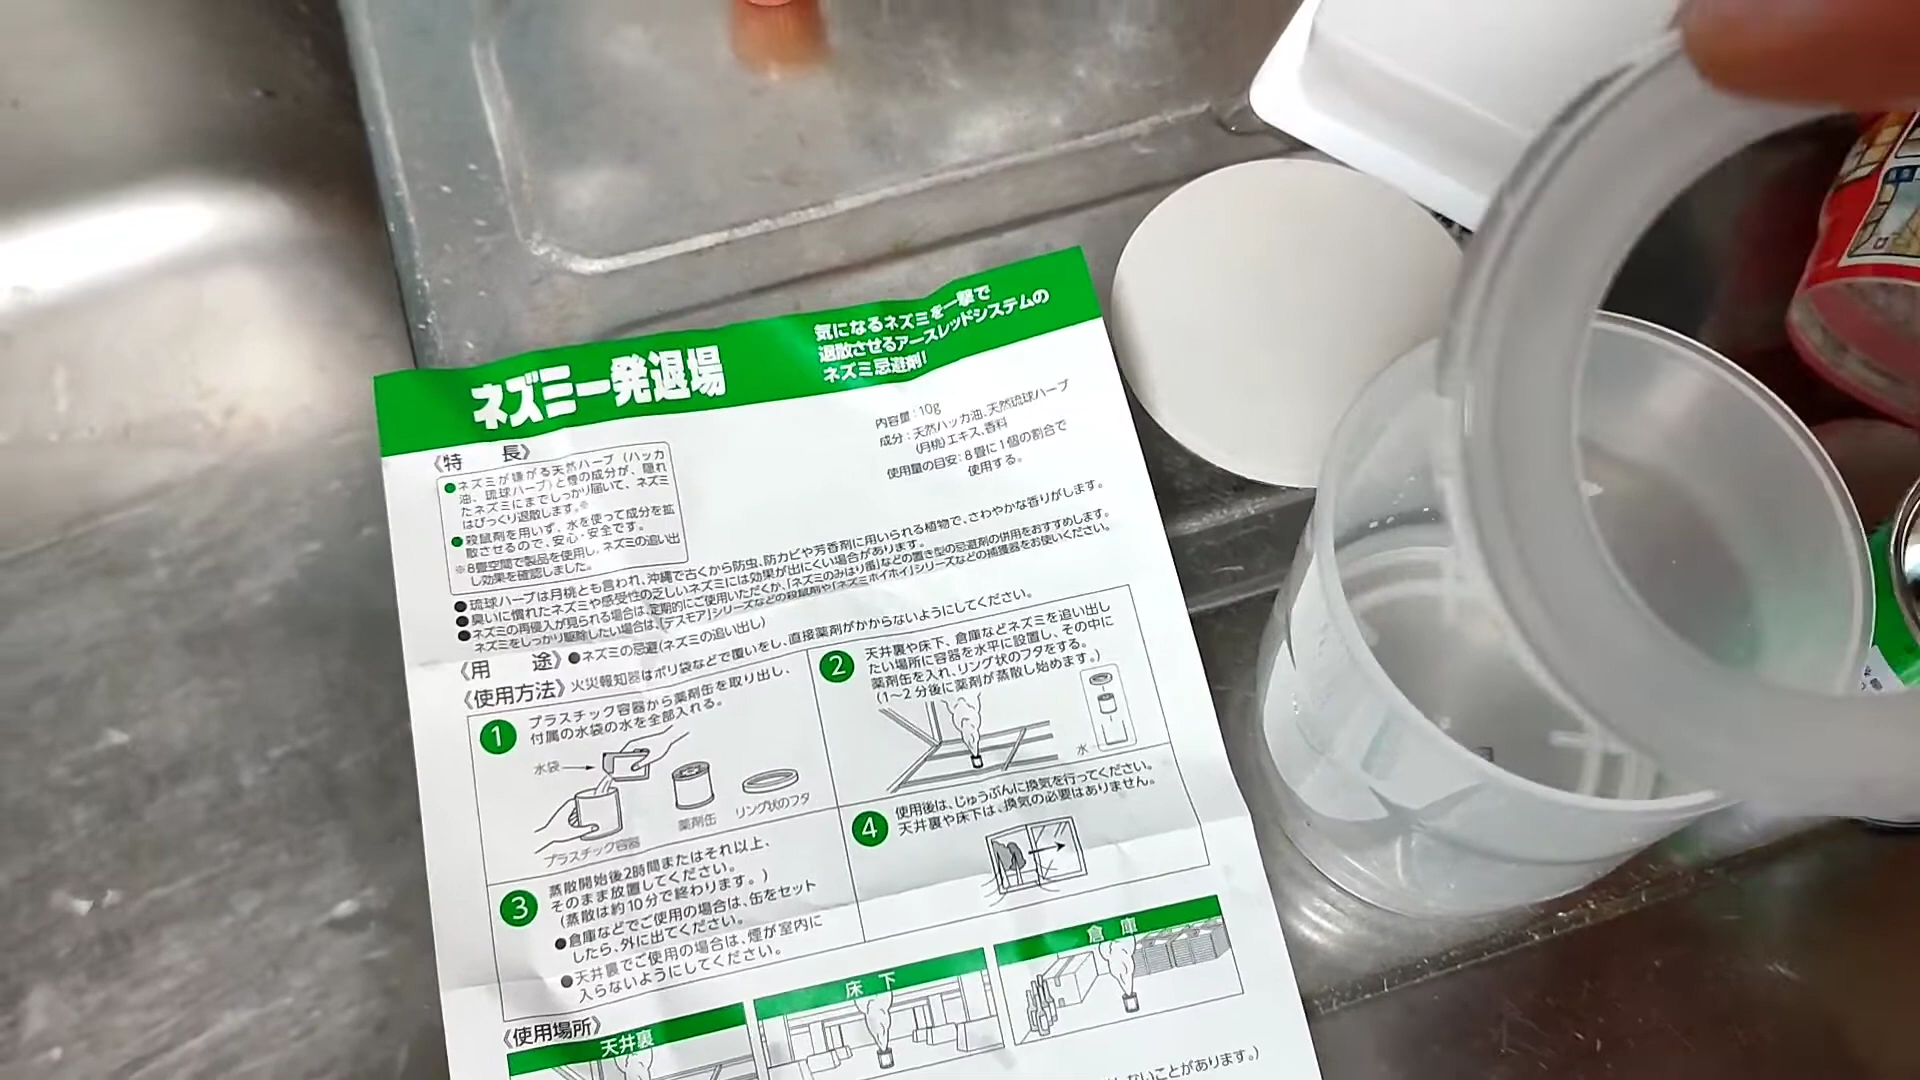 ネズミ一発退場
気になるネズミを一撃で
退散させるアースレッドシステムの
ネズミ忌避剤!
内容量：10g
成分：天然ハッカ油、天然琉球ハーブ
(月桃)エキス、香料
使用量の目安：8畳に1個の割合で
使用する。
《特 長》
●ネズミが嫌がる天然ハーブ（ハッカ
油、琉球ハーブ)と煙の成分が、隠れ
たネズミにまでしっかり届いて、ネズミ
はびっくり退散します。※
●殺鼠剤を用いず、水を使って成分を拡
散させるので、安心・安全です。
※8畳空間で製品を使用し、ネズミの追い出
し効果を確認しました。
●琉球ハーブは月桃とも言われ、沖縄で古くから防虫、防カビや芳香剤に用いられる植物で、さわやかな香りがします。
●臭いに慣れたネズミや感受性の乏しいネズミには効果が出にくい場合があります。
●ネズミの再侵入が見られる場合は、定期的にご使用いただくか、「ネズミのみはり番」などの置き型の忌避剤の併用をおすすめします。
ネズミをしっかり駆除したい場合は、「デスモア」シリーズなどの殺鼠剤や「ネズミホイホイ」シリーズなどの捕獲器をお使いください。
《用 途》●ネズミの忌避(ネズミの追い出し)
《使用方法》火災報知器はポリ袋などで覆いをし、直接薬剤がかからないようにしてください。
1 プラスチック容器から薬剤缶を取り出し、
付属の水袋の水を全部入れる。
水袋
プラスチック容器
薬剤缶
リング状のフタ
2 天井裏や床下、倉庫などネズミを追い出し
たい場所に容器を水平に設置し、その中に
薬剤缶を入れ、リング状のフタをする。
(1～2分後に薬剤が蒸散し始めます。)
水
3 蒸散開始後2時間またはそれ以上、
そのまま放置してください。
(蒸散は約10分で終わります。)
●倉庫などでご使用の場合は、缶をセット
したら、外に出てください。
●天井裏でご使用の場合は、煙が室内に
入らないようにしてください。
4 使用後は、じゅうぶんに換気を行ってください。
天井裏や床下は、換気の必要はありません。
《使用場所》
天井裏
床下
倉庫
ないことがあります。)